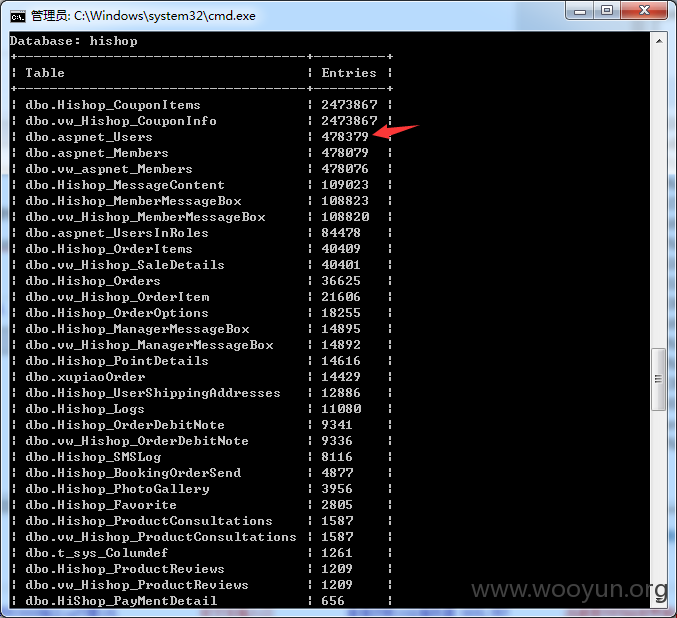 管理员: C:\Windows\system32\cmd.exe
Database: hishop
| Table | Entries |
| dbo.Hishop_CouponItems | 2473867 |
| dbo.vw_Hishop_CouponInfo | 2473867 |
| dbo.aspnet_Users | 478379 |
| dbo.aspnet_Members | 478079 |
| dbo.vw_aspnet_Members | 478076 |
| dbo.Hishop_MessageContent | 109023 |
| dbo.Hishop_MemberMessageBox | 108823 |
| dbo.vw_Hishop_MemberMessageBox | 108820 |
| dbo.aspnet_UsersInRoles | 84478 |
| dbo.Hishop_OrderItems | 40409 |
| dbo.vw_Hishop_SaleDetails | 40401 |
| dbo.Hishop_Orders | 36625 |
| dbo.vw_Hishop_OrderItem | 21606 |
| dbo.Hishop_OrderOptions | 18255 |
| dbo.Hishop_ManagerMessageBox | 14895 |
| dbo.vw_Hishop_ManagerMessageBox | 14892 |
| dbo.Hishop_PointDetails | 14616 |
| dbo.xupiaoOrder | 14429 |
| dbo.Hishop_UserShippingAddresses | 12886 |
| dbo.Hishop_Logs | 11080 |
| dbo.Hishop_OrderDebitNote | 9341 |
| dbo.vw_Hishop_OrderDebitNote | 9336 |
| dbo.Hishop_SMSLog | 8116 |
| dbo.Hishop_BookingOrderSend | 4877 |
| dbo.Hishop_PhotoGallery | 3956 |
| dbo.Hishop_Favorite | 2805 |
| dbo.Hishop_ProductConsultations | 1587 |
| dbo.vw_Hishop_ProductConsultations | 1587 |
| dbo.t_sys_Columdef | 1261 |
| dbo.Hishop_ProductReviews | 1209 |
| dbo.vw_Hishop_ProductReviews | 1209 |
| dbo.HiShop_PayMentDetail | 656 |
www.wooyun.org